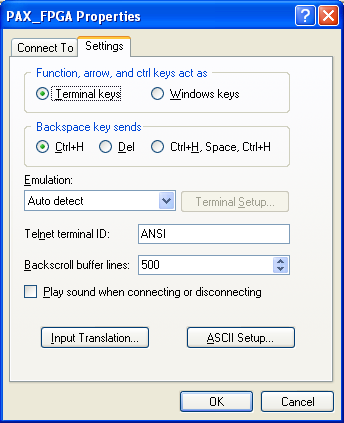 PAX_FPGA Properties
Connect To Settings
Function, arrow, and ctrl keys act as
Terminal keys Windows keys
Backspace key sends
Ctrl+H Del Ctrl+H, Space, Ctrl+H
Emulation:
Auto detect Terminal Setup...
Telnet terminal ID: ANSI
Backscroll buffer lines: 500
Play sound when connecting or disconnecting
Input Translation... ASCII Setup...
OK Cancel